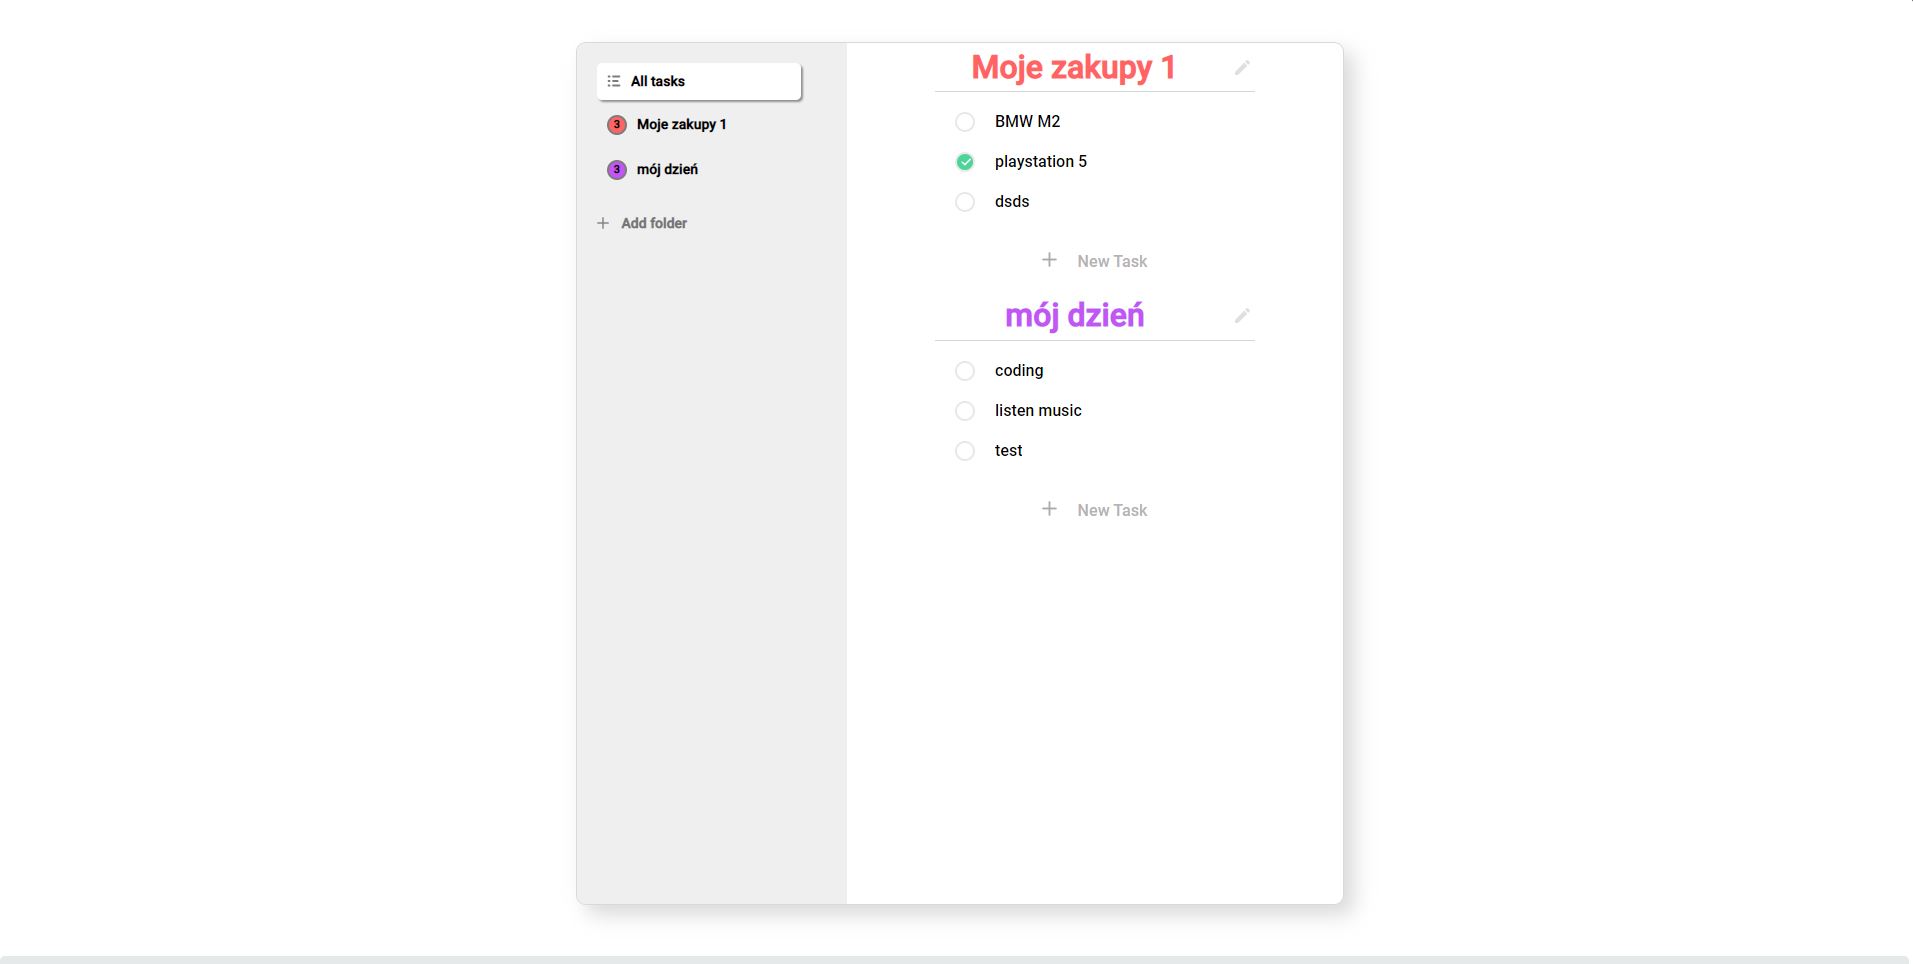 All tasks
3 Moje zakupy 1
3 mój dzień
Add folder
Moje zakupy 1
BMW M2
playstation 5
dsds
New Task
mój dzień
coding
listen music
test
New Task